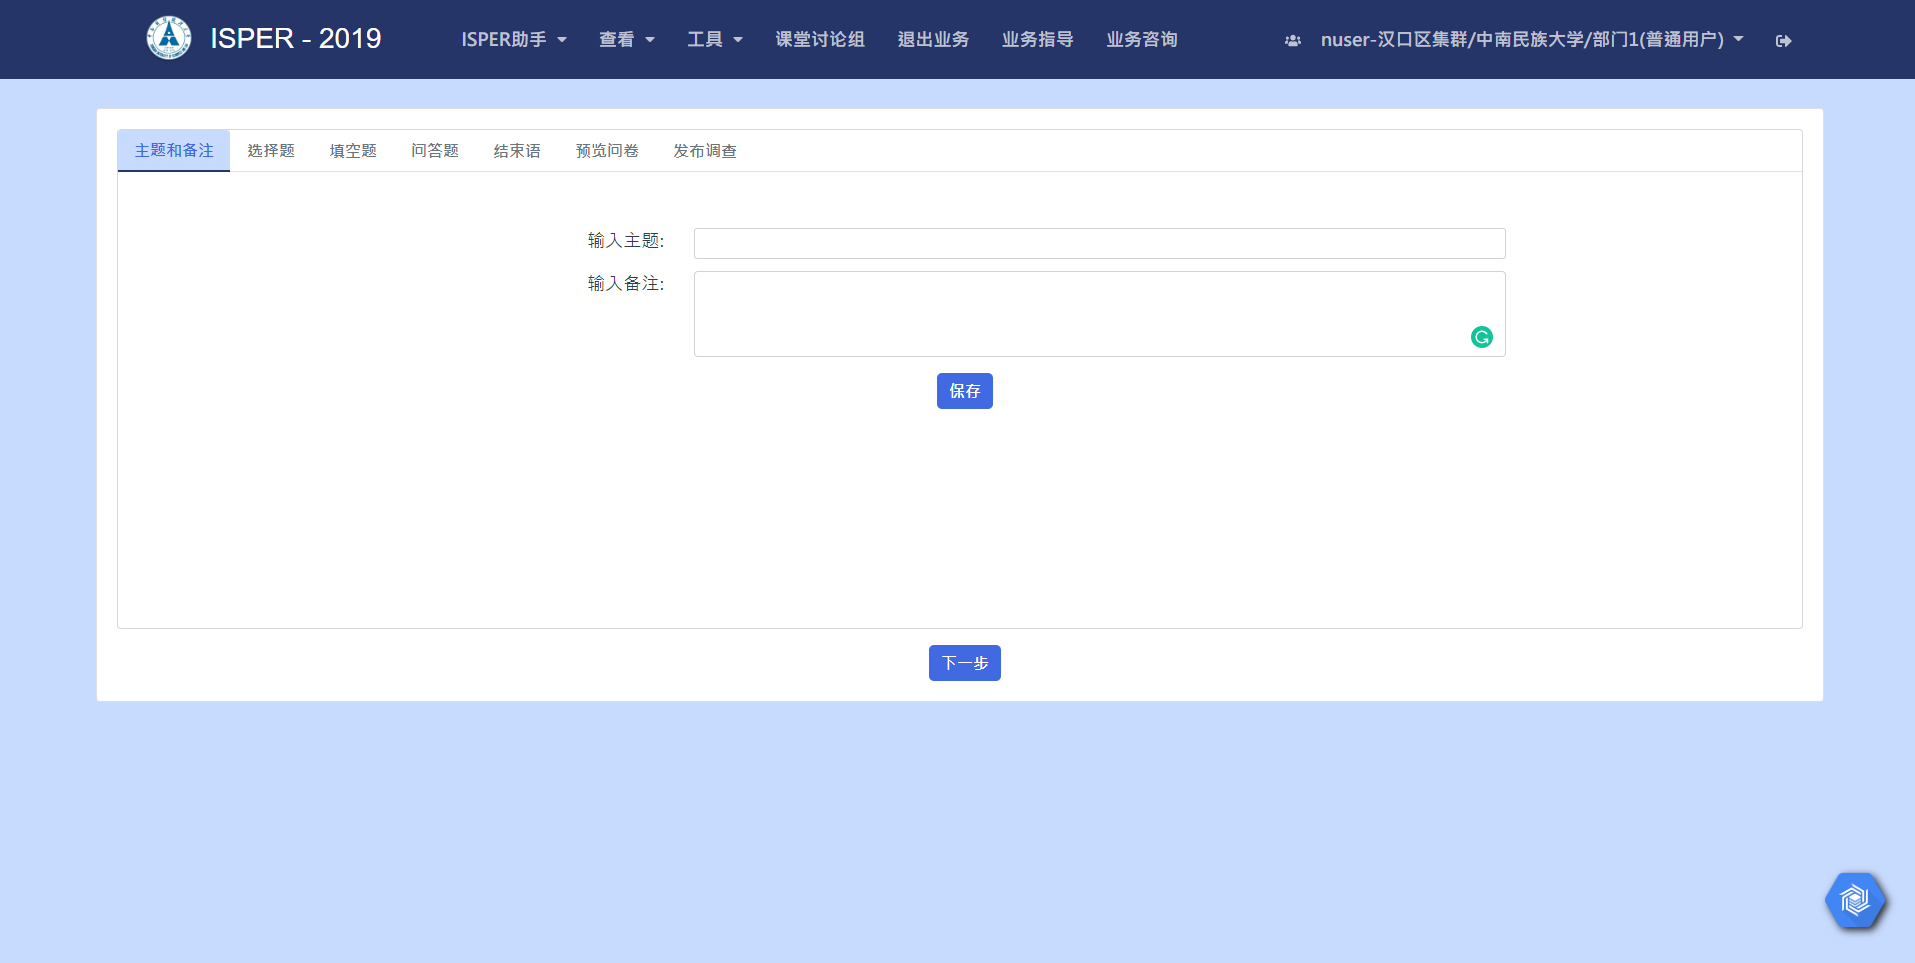 ISPER - 2019
ISPER助手
查看
工具
课堂讨论组
退出业务
业务指导
业务咨询
nuser-汉口区集群/中南民族大学/部门1(普通用户)
主题和备注
选择题
填空题
问答题
结束语
预览问卷
发布调查
输入主题:
输入备注:
保存
下一步